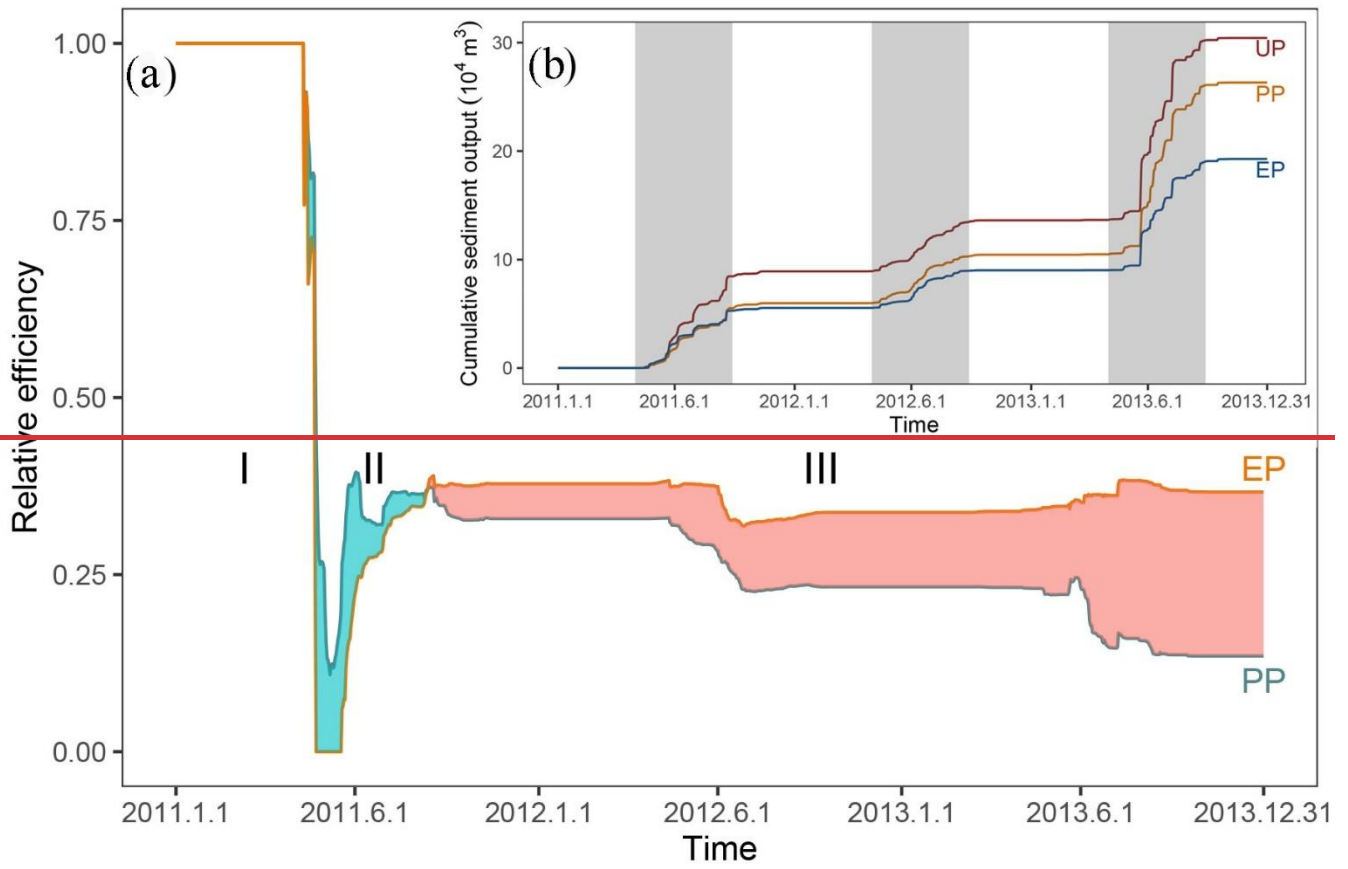 (a)
Relative efficiency
1.00
0.75
0.50
0.25
0.00
I
II
III
EP
PP
2011.1.1
2011.6.1
2012.1.1
2012.6.1
2013.1.1
2013.6.1
2013.12.31
Time
(b)
Cumulative sediment output (10⁴ m³)
30
20
10
0
UP
PP
EP
2011.1.1
2011.6.1
2012.1.1
2012.6.1
2013.1.1
2013.6.1
2013.12.31
Time